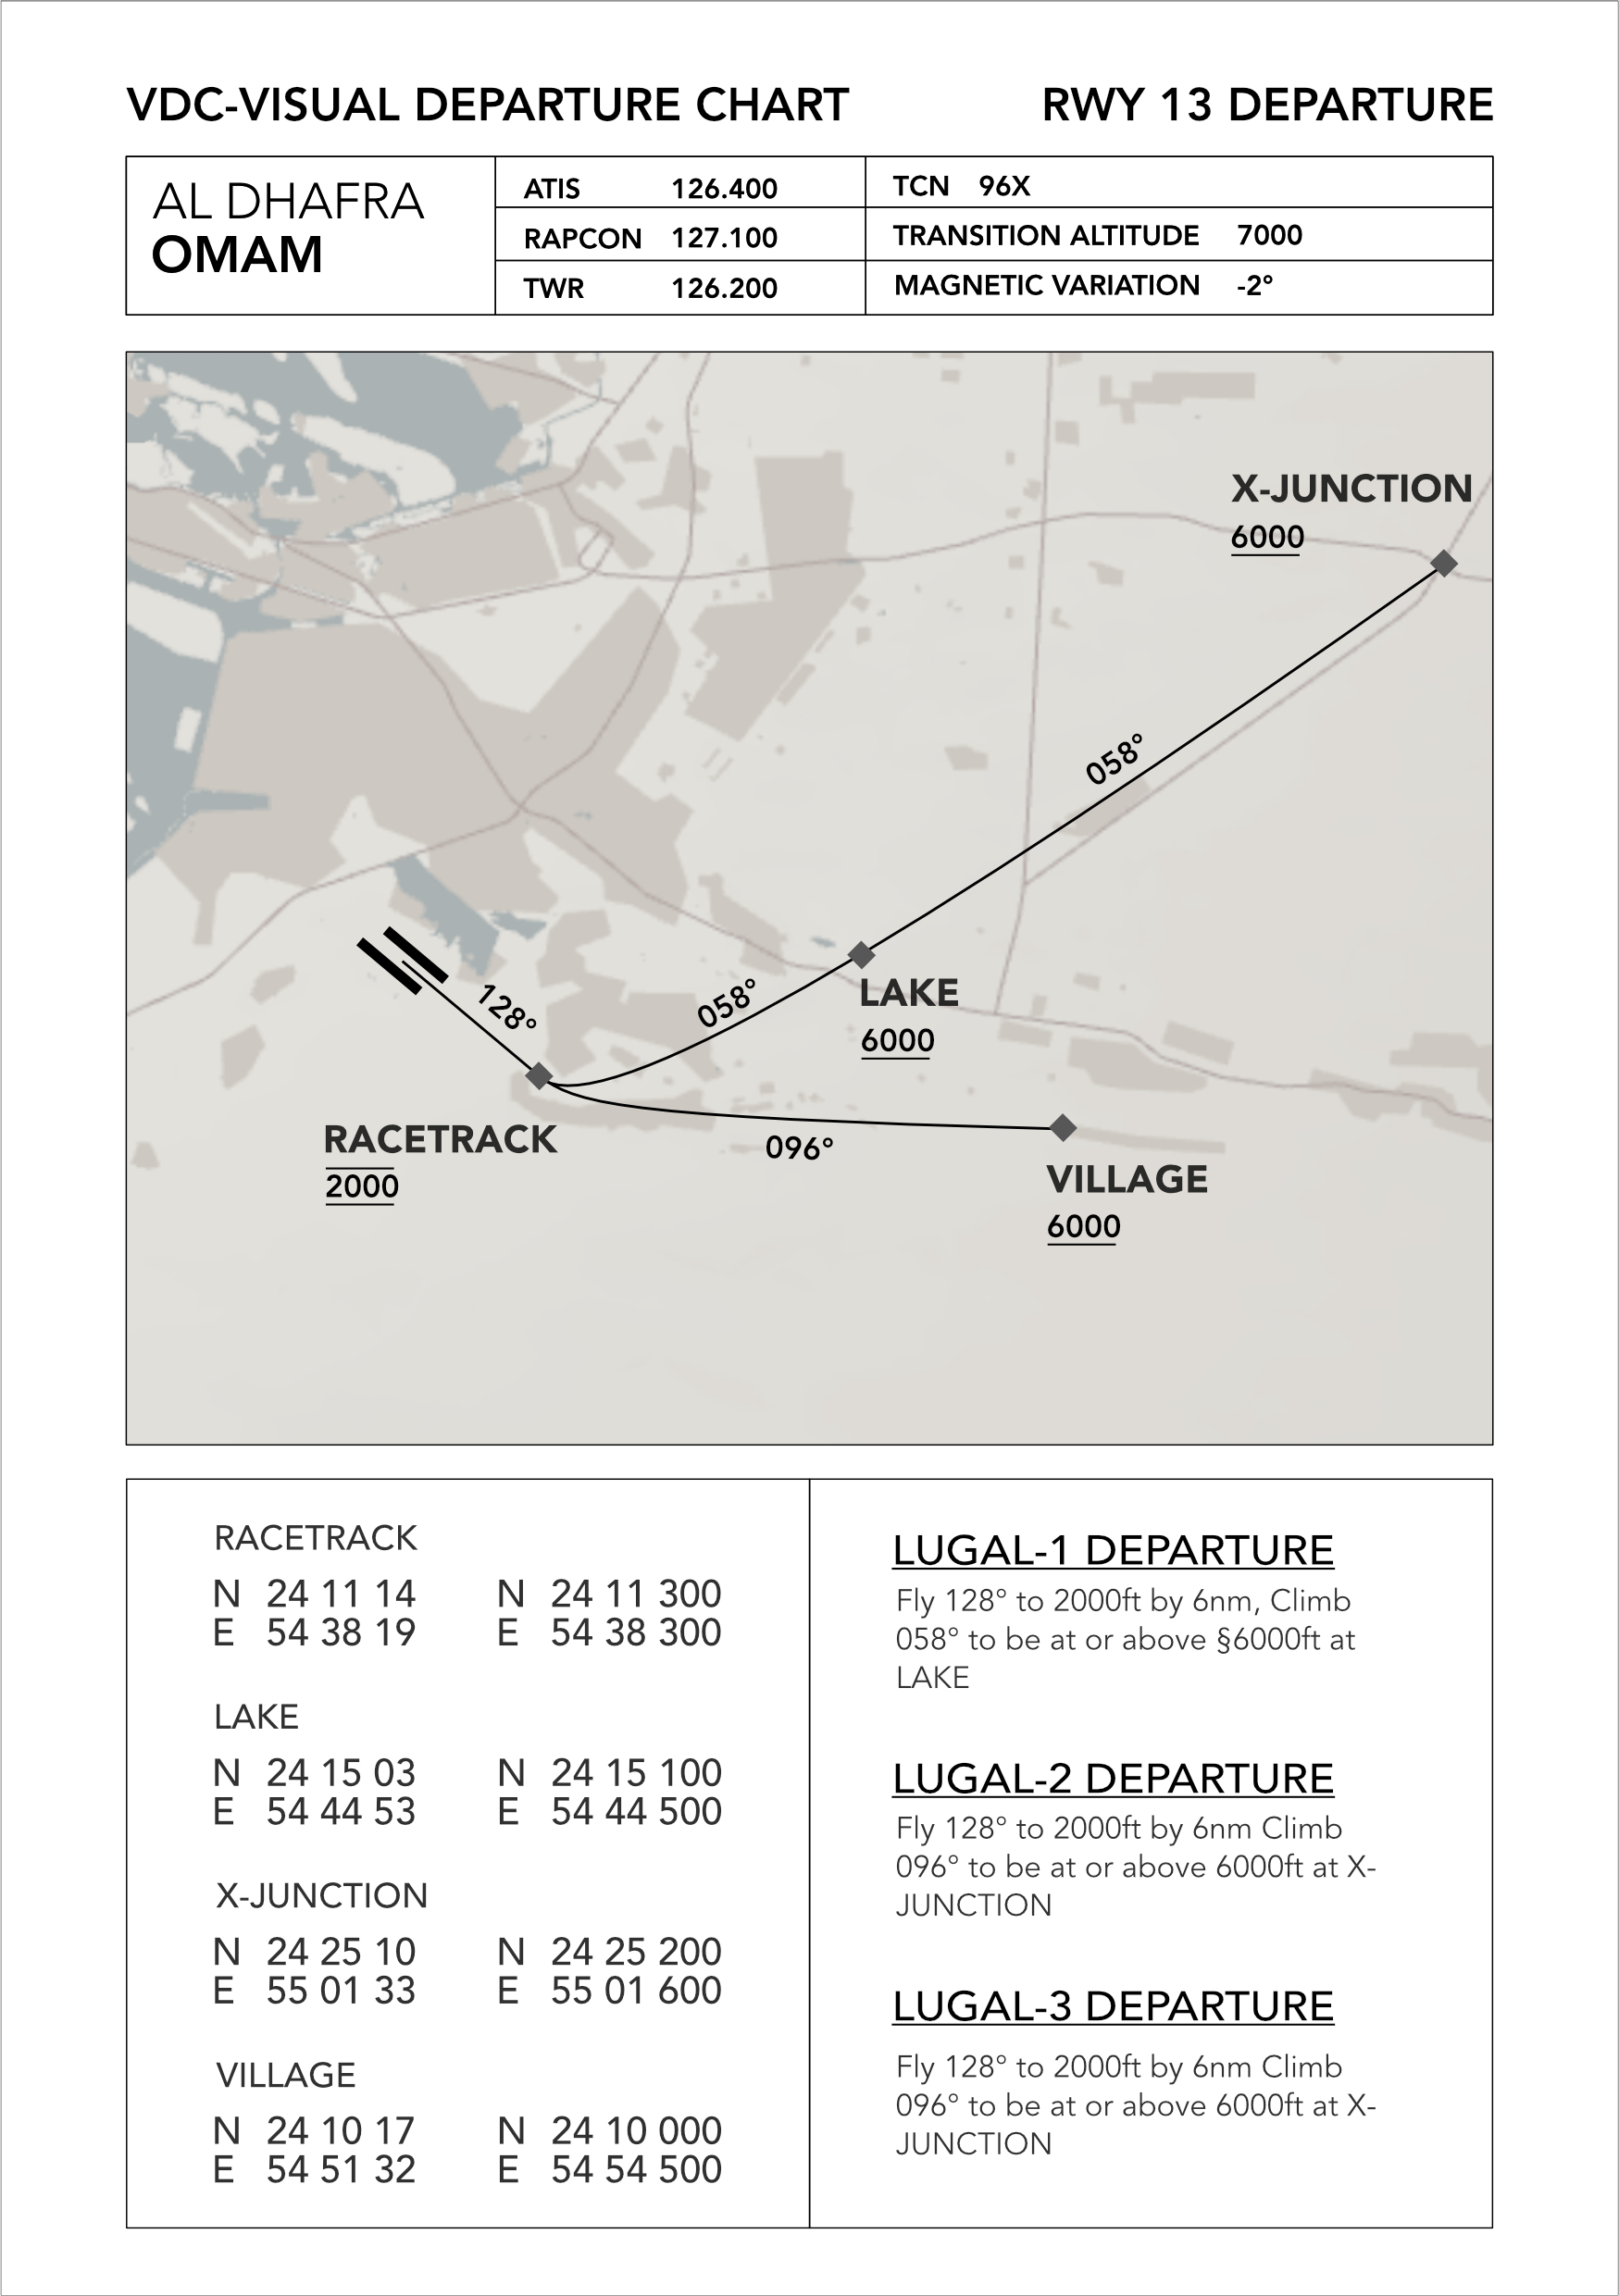 VDC-VISUAL DEPARTURE CHART
RWY 13 DEPARTURE
AL DHAFRA
OMAM
ATIS 126.400
RAPCON 127.100
TWR 126.200
TCN 96X
TRANSITION ALTITUDE 7000
MAGNETIC VARIATION -2°
X-JUNCTION
6000
058°
LAKE
6000
058°
128°
RACETRACK
2000
096°
VILLAGE
6000
RACETRACK
N 24 11 14 N 24 11 300
E 54 38 19 E 54 38 300
LAKE
N 24 15 03 N 24 15 100
E 54 44 53 E 54 44 500
X-JUNCTION
N 24 25 10 N 24 25 200
E 55 01 33 E 55 01 600
VILLAGE
N 24 10 17 N 24 10 000
E 54 51 32 E 54 54 500
LUGAL-1 DEPARTURE
Fly 128° to 2000ft by 6nm, Climb
058° to be at or above §6000ft at
LAKE
LUGAL-2 DEPARTURE
Fly 128° to 2000ft by 6nm Climb
096° to be at or above 6000ft at X-
JUNCTION
LUGAL-3 DEPARTURE
Fly 128° to 2000ft by 6nm Climb
096° to be at or above 6000ft at X-
JUNCTION